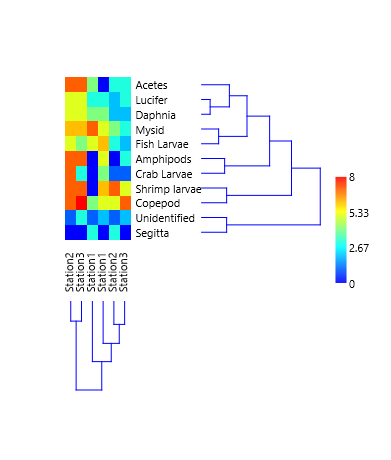 Acetes
Lucifer
Daphnia
Mysid
Fish Larvae
Amphipods
Crab Larvae
Shrimp larvae
Copepod
Unidentified
Segitta
8
5.33
2.67
0
Station2
Station3
Station1
Station1
Station2
Station3